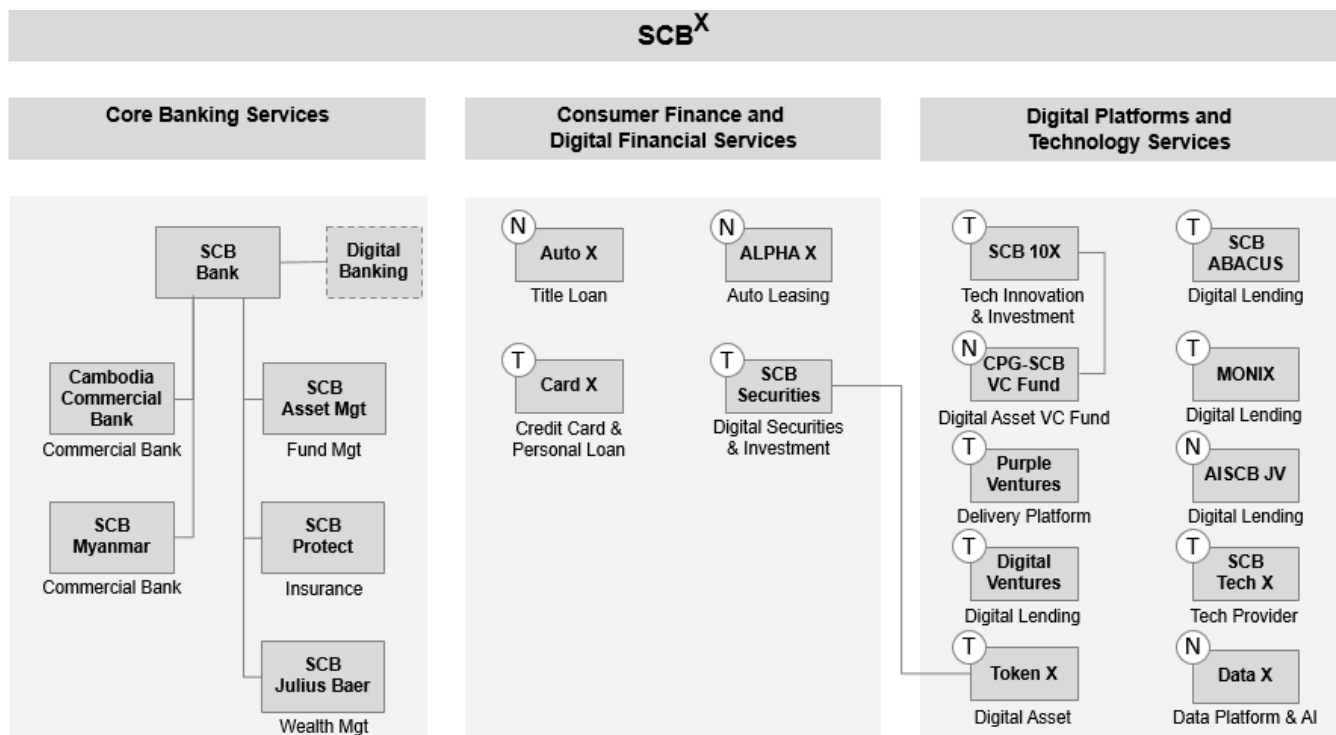 SCB^X
Core Banking Services
SCB
Bank
Digital
Banking
Cambodia
Commercial
Bank
Commercial Bank
SCB
Asset Mgt
Fund Mgt
SCB
Myanmar
Commercial Bank
SCB
Protect
Insurance
SCB
Julius Baer
Wealth Mgt
Consumer Finance and
Digital Financial Services
N
Auto X
Title Loan
N
ALPHA X
Auto Leasing
T
Card X
Credit Card &
Personal Loan
T
SCB
Securities
Digital Securities
& Investment
Digital Platforms and
Technology Services
T
SCB 10X
Tech Innovation
& Investment
T
SCB
ABACUS
Digital Lending
N
CPG-SCB
VC Fund
Digital Asset VC Fund
T
MONIX
Digital Lending
T
Purple
Ventures
Delivery Platform
N
AISCB JV
Digital Lending
T
Digital
Ventures
Digital Lending
T
SCB
Tech X
Tech Provider
T
Token X
Digital Asset
N
Data X
Data Platform & AI